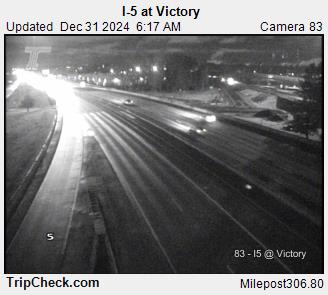 I-5 at Victory
Updated Dec 31 2024 6:17 AM Camera 83
S
83 - I5 @ Victory
TripCheck.com Milepost306.80